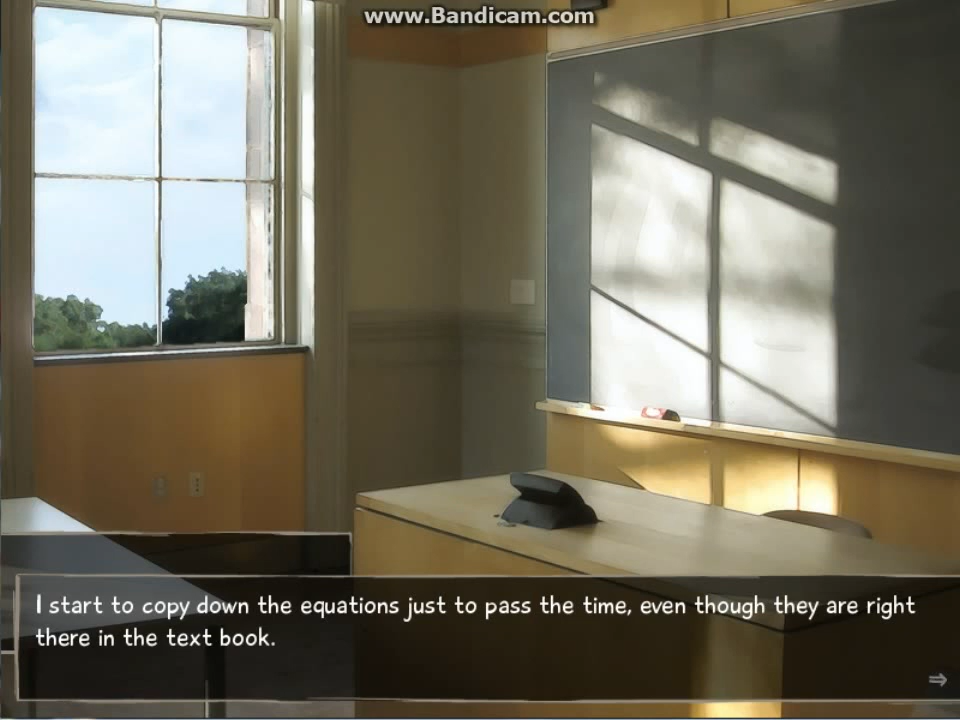 www.Bandicam.com
I start to copy down the equations just to pass the time, even though they are right
there in the text book.